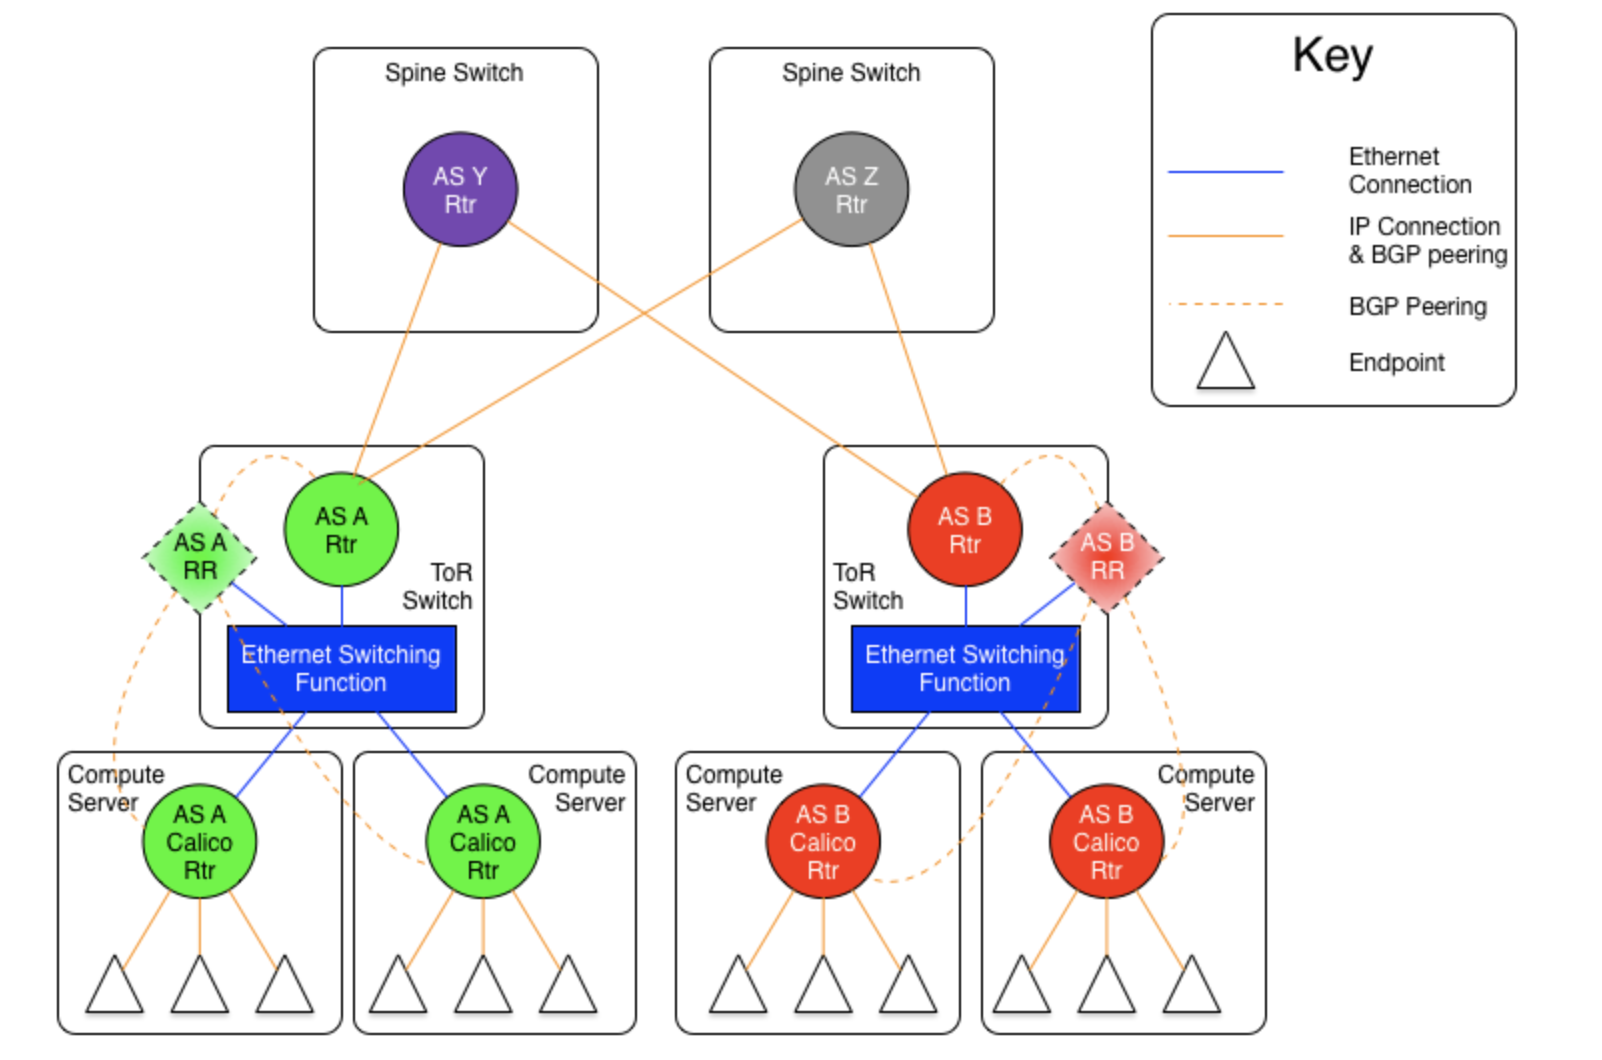 Spine Switch
AS Y
Rtr
Spine Switch
AS Z
Rtr
Key
Ethernet
Connection
IP Connection
& BGP peering
BGP Peering
Endpoint
AS A
RR
AS A
Rtr
ToR
Switch
Ethernet Switching
Function
AS B
Rtr
ToR
Switch
AS B
RR
Ethernet Switching
Function
Compute
Server
AS A
Calico
Rtr
Compute
Server
AS A
Calico
Rtr
Compute
Server
AS B
Calico
Rtr
Compute
Server
AS B
Calico
Rtr